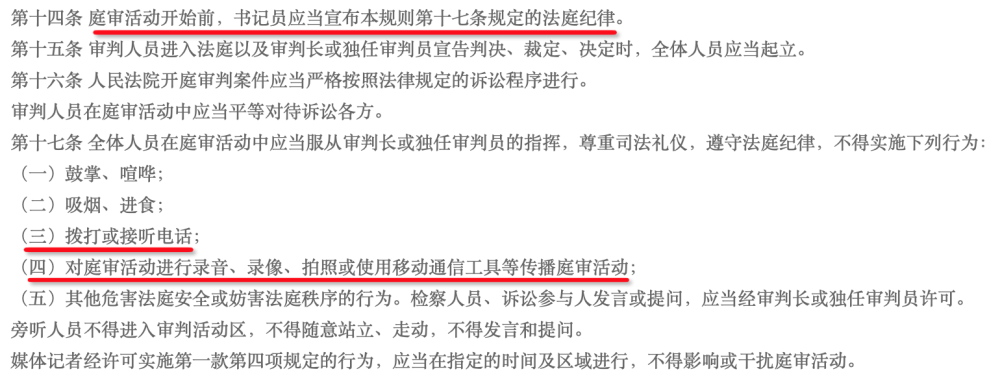 第十四条 庭审活动开始前，书记员应当宣布本规则第十七条规定的法庭纪律。
第十五条 审判人员进入法庭以及审判长或独任审判员宣告判决、裁定、决定时，全体人员应当起立。
第十六条 人民法院开庭审判案件应当严格按照法律规定的诉讼程序进行。
审判人员在庭审活动中应当平等对待诉讼各方。
第十七条 全体人员在庭审活动中应当服从审判长或独任审判员的指挥，尊重司法礼仪，遵守法庭纪律，不得实施下列行为：
（一）鼓掌、喧哗；
（二）吸烟、进食；
（三）拨打或接听电话；
（四）对庭审活动进行录音、录像、拍照或使用移动通信工具等传播庭审活动；
（五）其他危害法庭安全或妨害法庭秩序的行为。检察人员、诉讼参与人发言或提问，应当经审判长或独任审判员许可。
旁听人员不得进入审判活动区，不得随意站立、走动，不得发言和提问。
媒体记者经许可实施第一款第四项规定的行为，应当在指定的时间及区域进行，不得影响或干扰庭审活动。